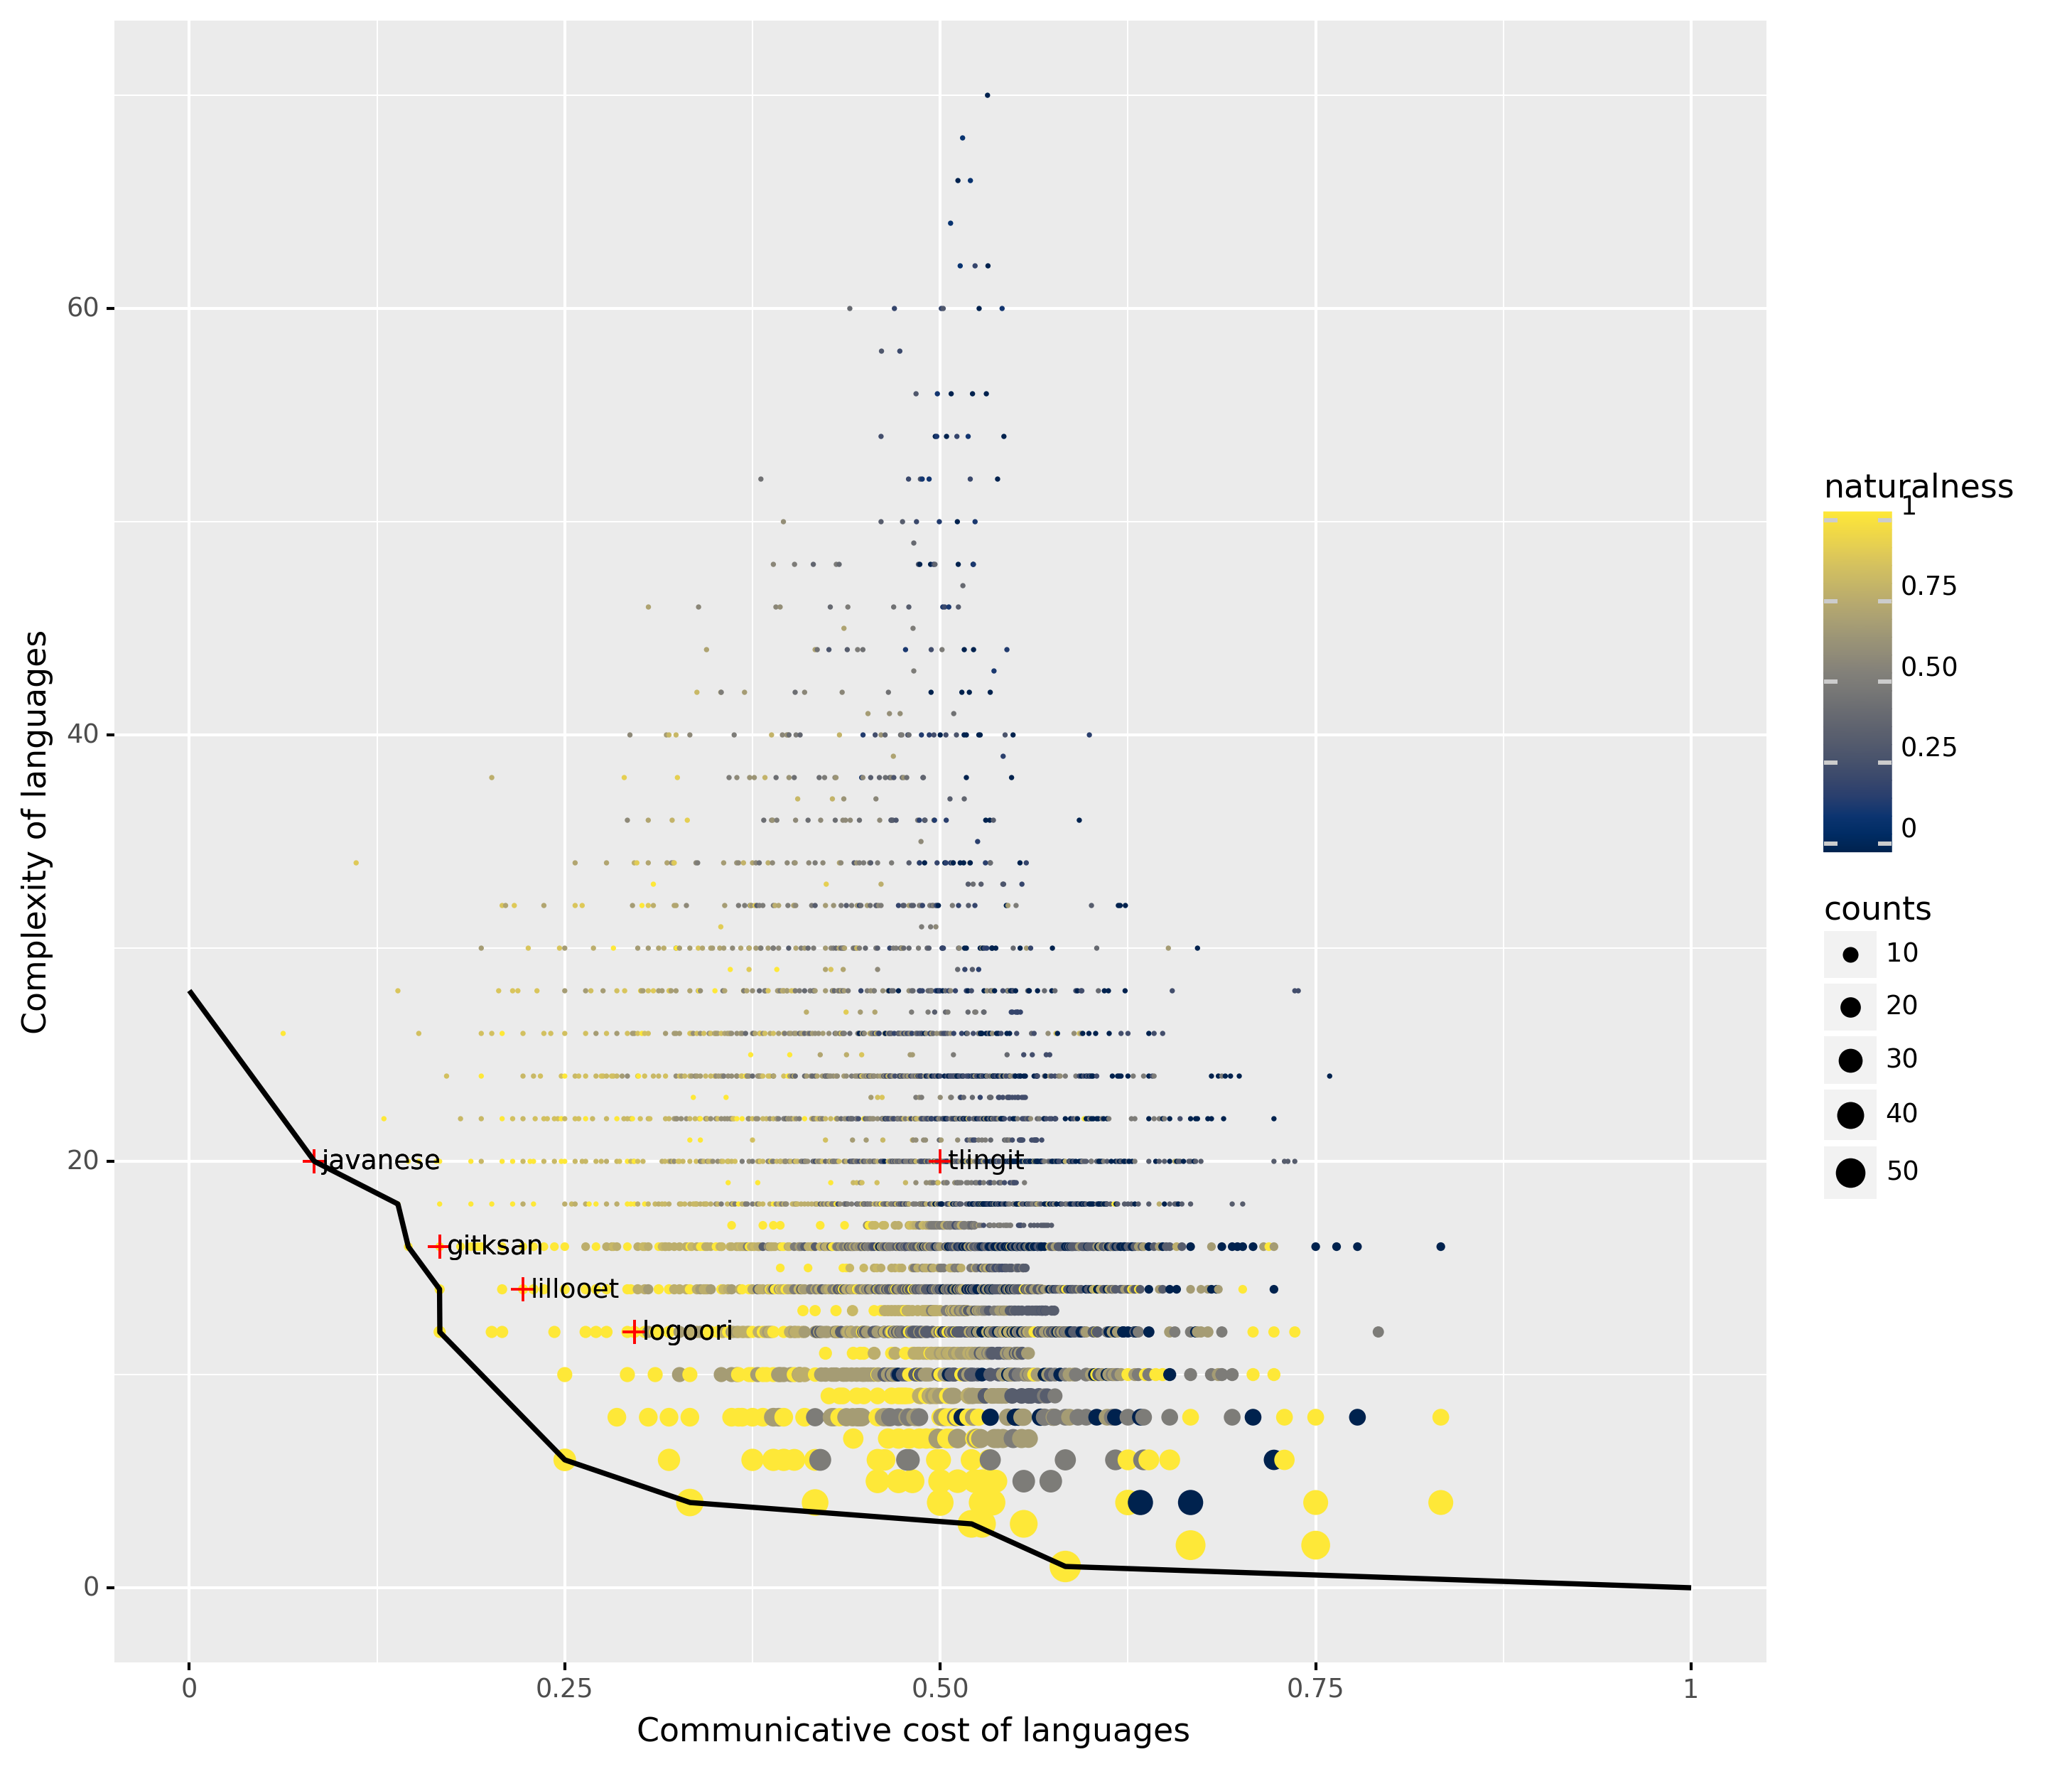 60
40
20
0
Complexity of languages
javanese
tlingit
gitksan
lillooet
logoori
0
0.25
0.50
0.75
1
Communicative cost of languages
naturalness
1
0.75
0.50
0.25
0
counts
10
20
30
40
50